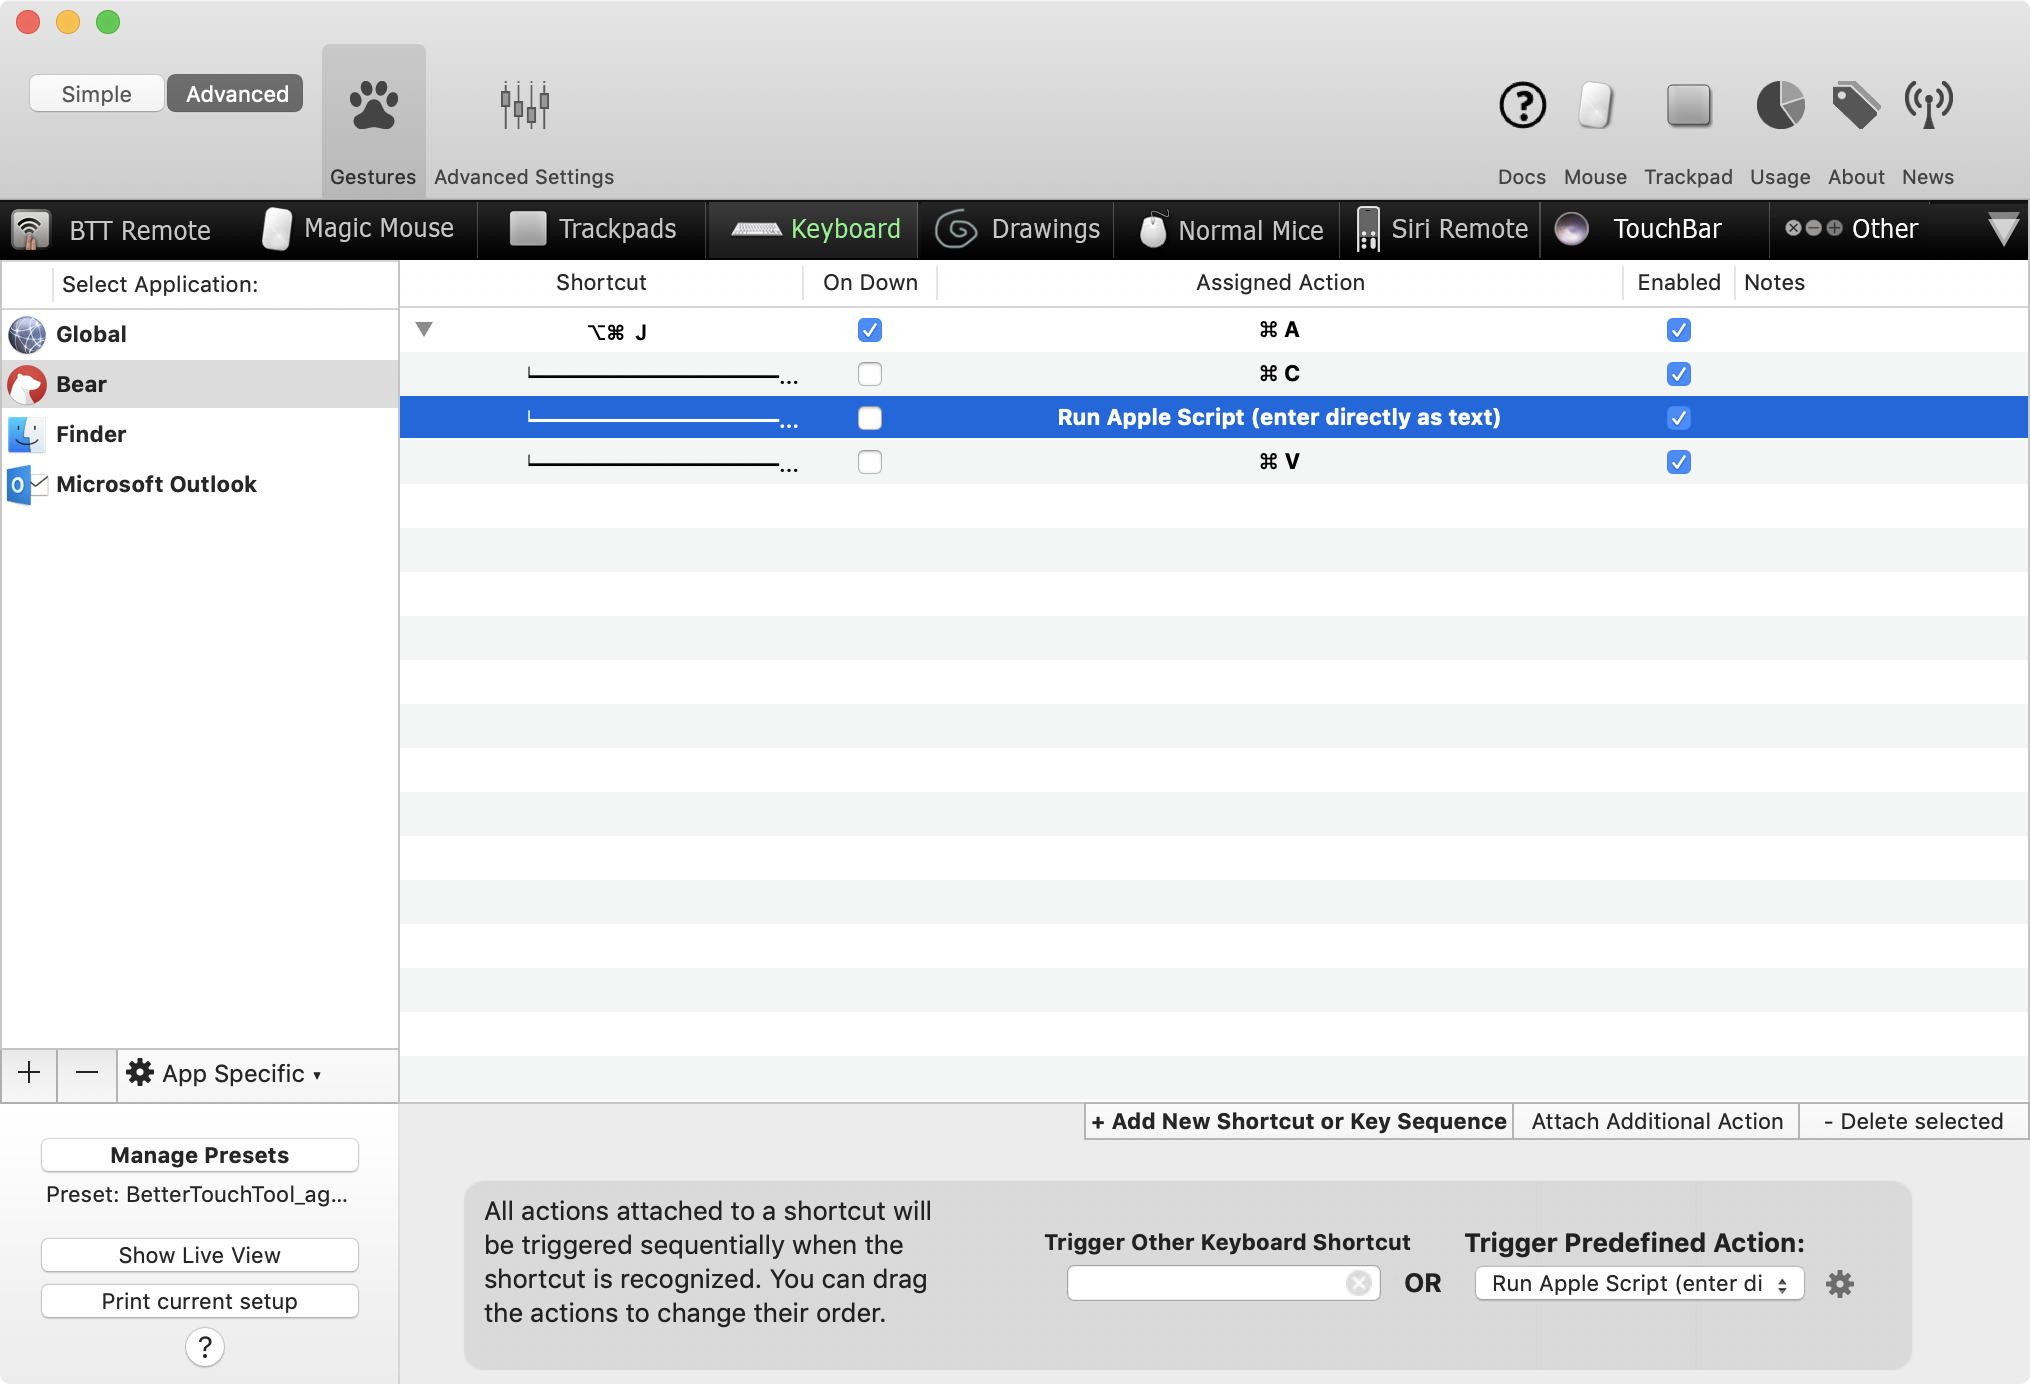 Simple
Advanced
Gestures
Advanced Settings
Docs
Mouse
Trackpad
Usage
About
News
BTT Remote
Magic Mouse
Trackpads
Keyboard
Drawings
Normal Mice
Siri Remote
TouchBar
Other
Select Application:
Global
Bear
Finder
Microsoft Outlook
Shortcut
On Down
Assigned Action
Enabled
Notes
⌥⌘ J
⌘ A
...
⌘ C
...
Run Apple Script (enter directly as text)
...
⌘ V
App Specific
+ Add New Shortcut or Key Sequence
Attach Additional Action
- Delete selected
Manage Presets
Preset: BetterTouchTool_ag...
Show Live View
Print current setup
?
All actions attached to a shortcut will
be triggered sequentially when the
shortcut is recognized. You can drag
the actions to change their order.
Trigger Other Keyboard Shortcut
OR
Trigger Predefined Action:
Run Apple Script (enter di